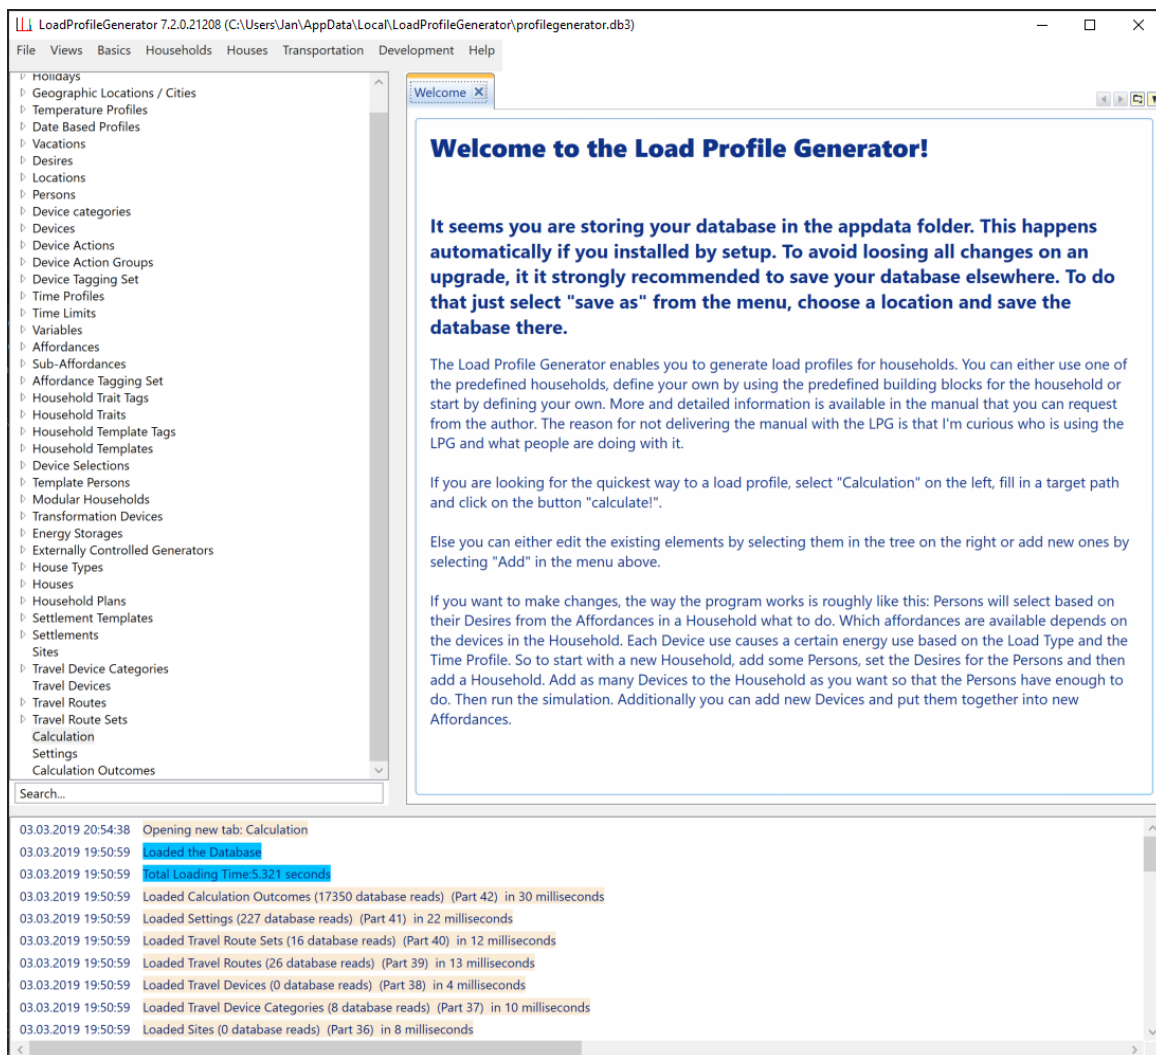 LoadProfileGenerator 7.2.0.21208 (C:\Users\Jan\AppData\Local\LoadProfileGenerator\profilegenerator.db3)
File Views Basics Households Houses Transportation Development Help
Holidays
Geographic Locations / Cities
Temperature Profiles
Date Based Profiles
Vacations
Desires
Locations
Persons
Device categories
Devices
Device Actions
Device Action Groups
Device Tagging Set
Time Profiles
Time Limits
Variables
Affordances
Sub-Affordances
Affordance Tagging Set
Household Trait Tags
Household Traits
Household Template Tags
Household Templates
Device Selections
Template Persons
Modular Households
Transformation Devices
Energy Storages
Externally Controlled Generators
House Types
Houses
Household Plans
Settlement Templates
Settlements
Sites
Travel Device Categories
Travel Devices
Travel Routes
Travel Route Sets
Calculation
Settings
Calculation Outcomes
Search...
Welcome
Welcome to the Load Profile Generator!
It seems you are storing your database in the appdata folder. This happens
automatically if you installed by setup. To avoid loosing all changes on an
upgrade, it it strongly recommended to save your database elsewhere. To do
that just select "save as" from the menu, choose a location and save the
database there.
The Load Profile Generator enables you to generate load profiles for households. You can either use one of
the predefined households, define your own by using the predefined building blocks for the household or
start by defining your own. More and detailed information is available in the manual that you can request
from the author. The reason for not delivering the manual with the LPG is that I'm curious who is using the
LPG and what people are doing with it.
If you are looking for the quickest way to a load profile, select "Calculation" on the left, fill in a target path
and click on the button "calculate!".
Else you can either edit the existing elements by selecting them in the tree on the right or add new ones by
selecting "Add" in the menu above.
If you want to make changes, the way the program works is roughly like this: Persons will select based on
their Desires from the Affordances in a Household what to do. Which affordances are available depends on
the devices in the Household. Each Device use causes a certain energy use based on the Load Type and the
Time Profile. So to start with a new Household, add some Persons, set the Desires for the Persons and then
add a Household. Add as many Devices to the Household as you want so that the Persons have enough to
do. Then run the simulation. Additionally you can add new Devices and put them together into new
Affordances.
03.03.2019 20:54:38 Opening new tab: Calculation
03.03.2019 19:50:59 Loaded the Database
03.03.2019 19:50:59 Total Loading Time:5.321 seconds
03.03.2019 19:50:59 Loaded Calculation Outcomes (17350 database reads) (Part 42) in 30 milliseconds
03.03.2019 19:50:59 Loaded Settings (227 database reads) (Part 41) in 22 milliseconds
03.03.2019 19:50:59 Loaded Travel Route Sets (16 database reads) (Part 40) in 12 milliseconds
03.03.2019 19:50:59 Loaded Travel Routes (26 database reads) (Part 39) in 13 milliseconds
03.03.2019 19:50:59 Loaded Travel Devices (0 database reads) (Part 38) in 4 milliseconds
03.03.2019 19:50:59 Loaded Travel Device Categories (8 database reads) (Part 37) in 10 milliseconds
03.03.2019 19:50:59 Loaded Sites (0 database reads) (Part 36) in 8 milliseconds